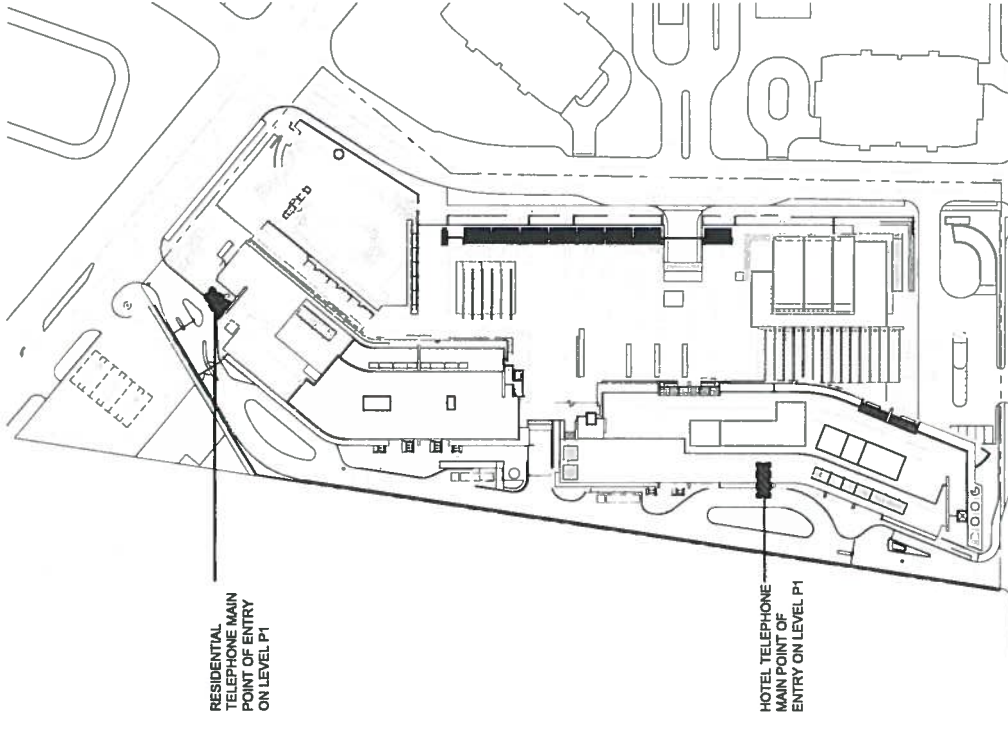 RESIDENTIAL
TELEPHONE MAIN
POINT OF ENTRY
ON LEVEL P1
HOTEL TELEPHONE
MAIN POINT OF
ENTRY ON LEVEL P1